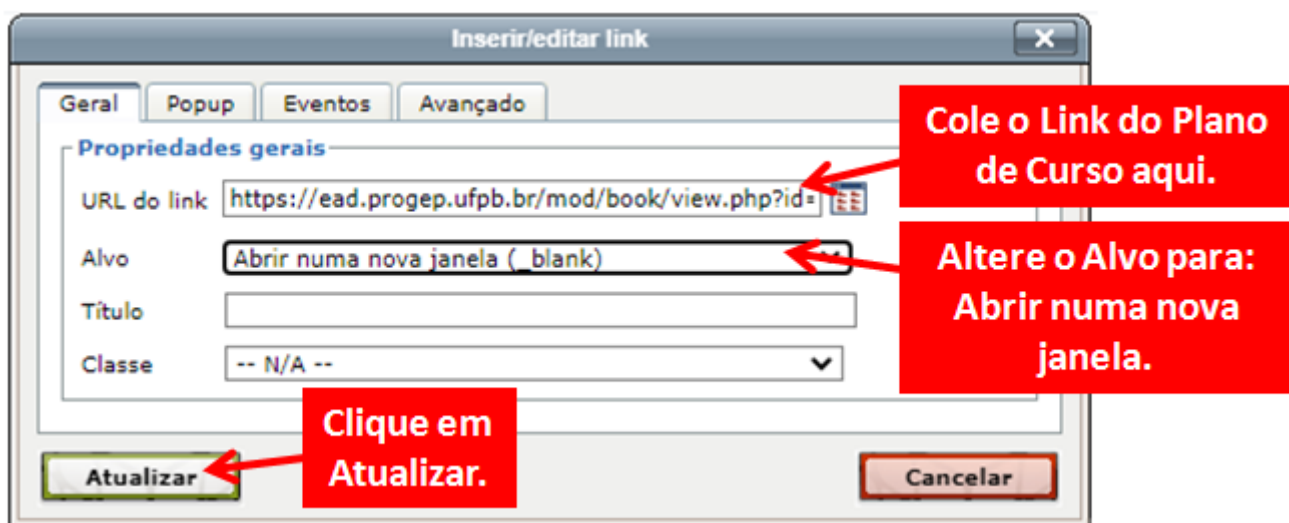 Inserir/editar link
Geral Popup Eventos Avançado
Propriedades gerais
Cole o Link do Plano
de Curso aqui.
URL do link https://ead.progep.ufpb.br/mod/book/view.php?id=
Alvo Abrir numa nova janela (_blank)
Altere o Alvo para:
Abrir numa nova
janela.
Título
Classe -- N/A --
Clique em
Atualizar.
Atualizar
Cancelar